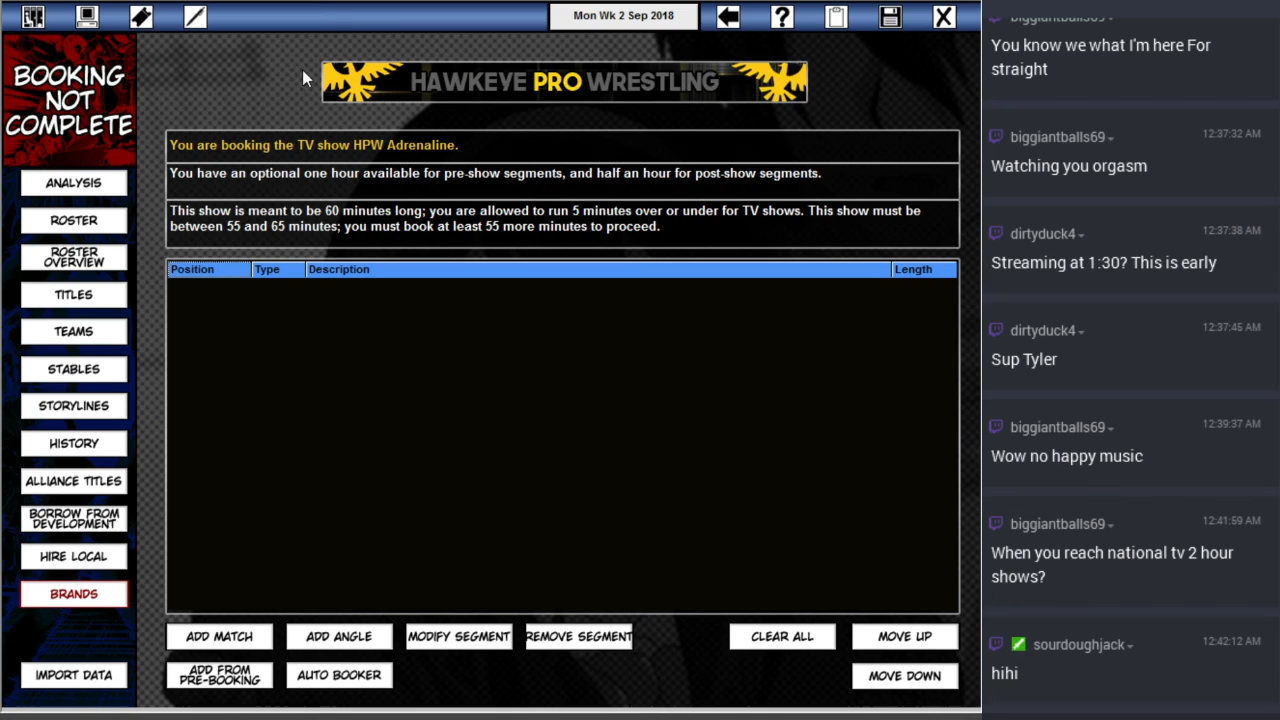 Mon Wk 2 Sep 2018
?
BOOKING
NOT
COMPLETE
HAWKEYE PRO WRESTLING
You are booking the TV show HPW Adrenaline.
You have an optional one hour available for pre-show segments, and half an hour for post-show segments.
This show is meant to be 60 minutes long; you are allowed to run 5 minutes over or under for TV shows. This show must be
between 55 and 65 minutes; you must book at least 55 more minutes to proceed.
Position Type Description Length
ANALYSIS
ROSTER
ROSTER
OVERVIEW
TITLES
TEAMS
STABLES
STORYLINES
HISTORY
ALLIANCE TITLES
BORROW FROM
DEVELOPMENT
HIRE LOCAL
BRANDS
IMPORT DATA
ADD MATCH
ADD ANGLE
MODIFY SEGMENT
REMOVE SEGMENT
CLEAR ALL
MOVE UP
ADD FROM
PRE-BOOKING
AUTO BOOKER
MOVE DOWN
biggiantballs69
You know we what I'm here For
straight
biggiantballs69 12:37:32 AM
Watching you orgasm
dirtyduck4 12:37:38 AM
Streaming at 1:30? This is early
dirtyduck4 12:37:45 AM
Sup Tyler
biggiantballs69 12:39:37 AM
Wow no happy music
biggiantballs69 12:41:59 AM
When you reach national tv 2 hour
shows?
sourdoughjack 12:42:12 AM
hihi